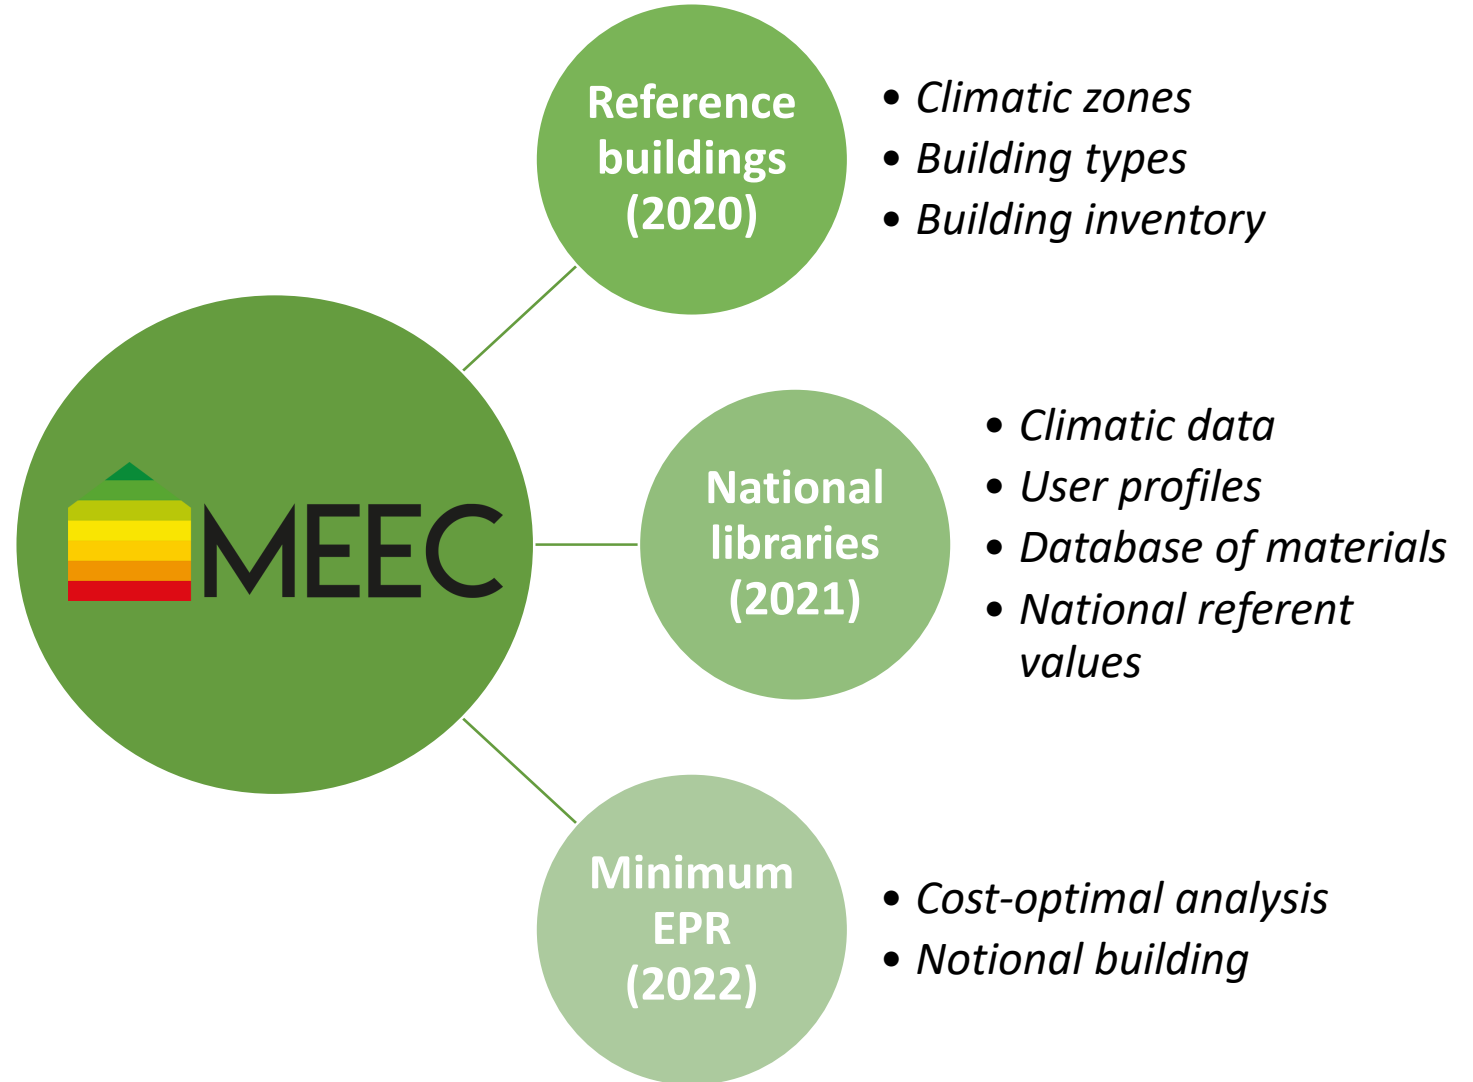 MEEC
Reference
buildings
(2020)
• Climatic zones
• Building types
• Building inventory
National
libraries
(2021)
• Climatic data
• User profiles
• Database of materials
• National referent
values
Minimum
EPR
(2022)
• Cost-optimal analysis
• Notional building